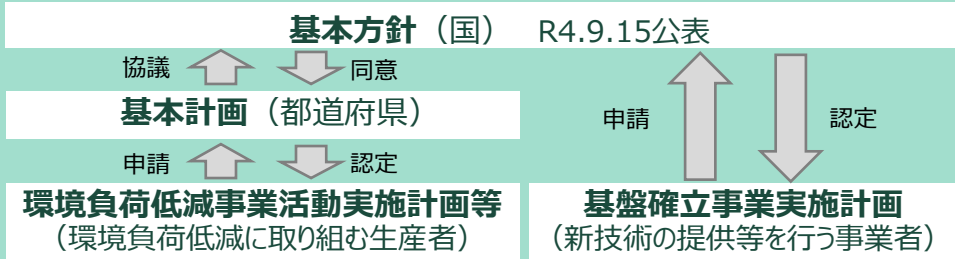 基本方針（国） R4.9.15公表
協議 同意
基本計画（都道府県）
申請 認定
申請 認定
環境負荷低減事業活動実施計画等
（環境負荷低減に取り組む生産者）
基盤確立事業実施計画
（新技術の提供等を行う事業者）